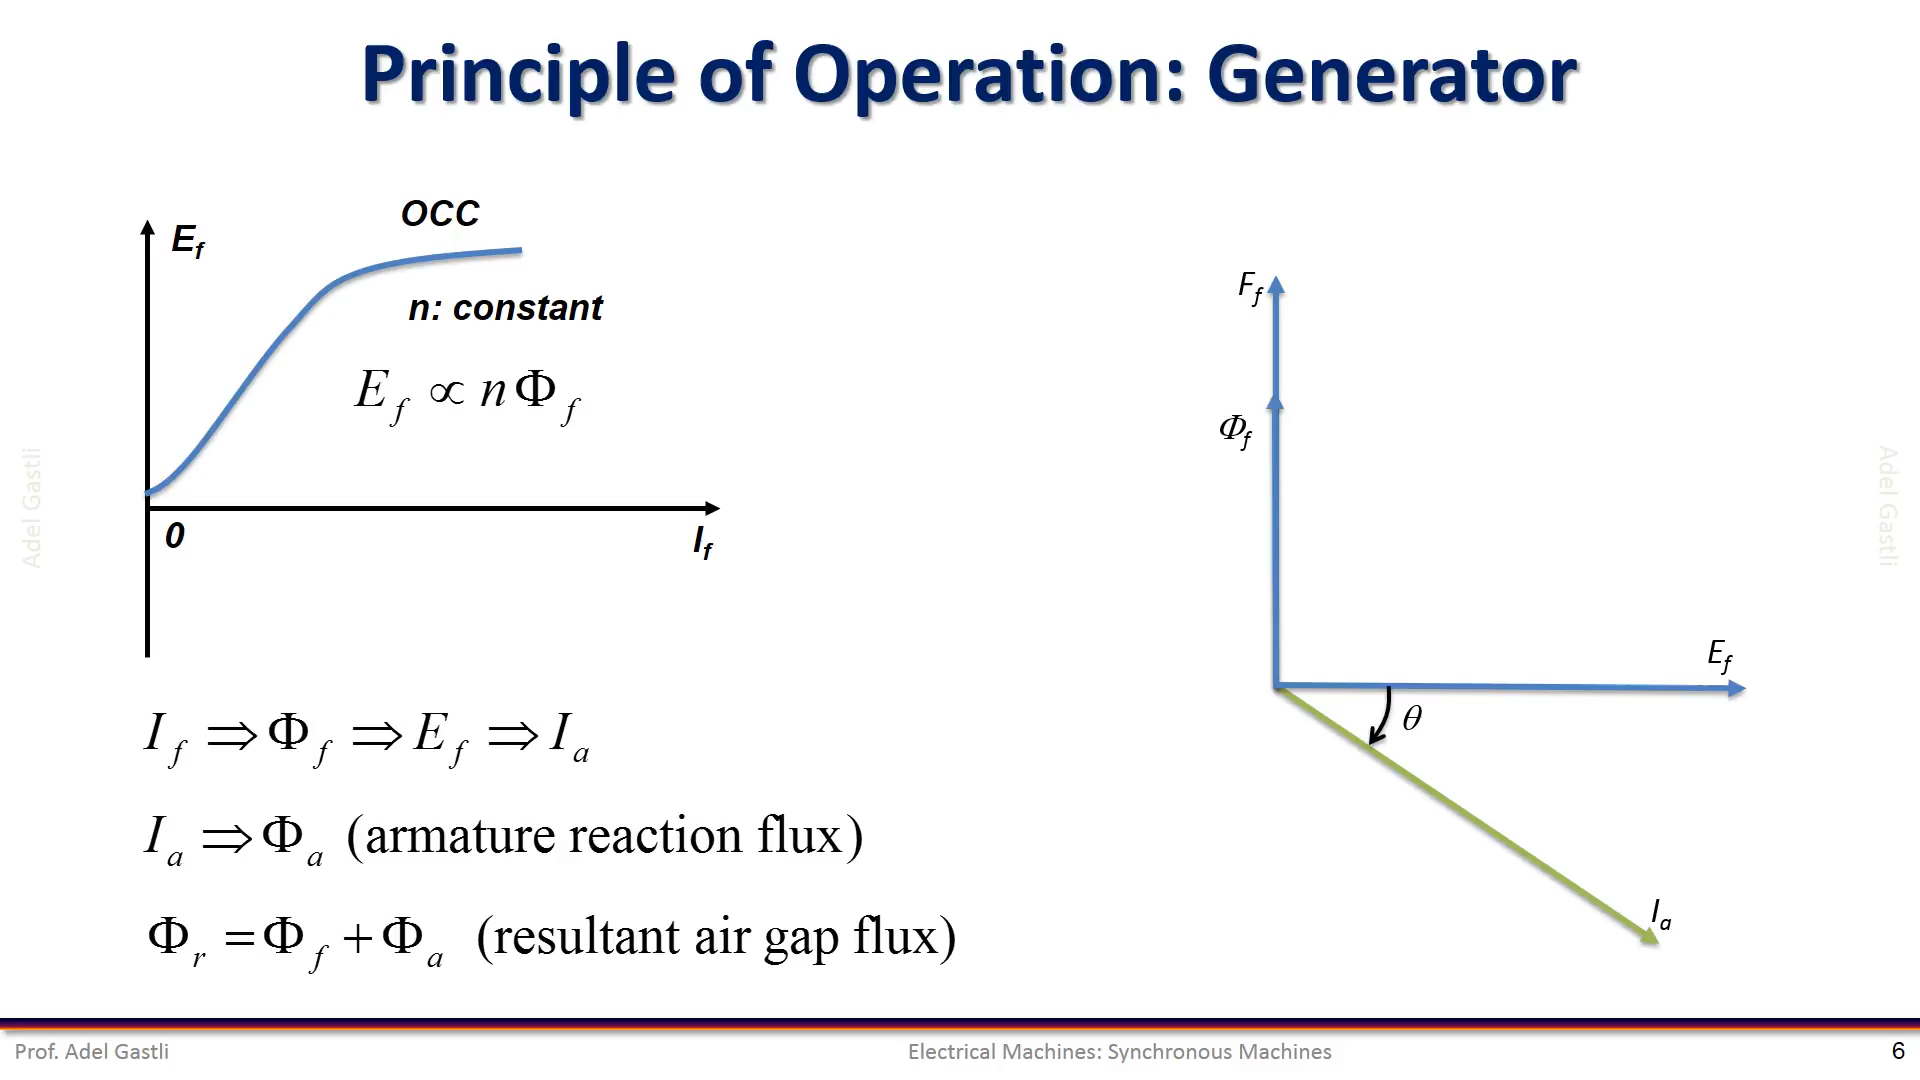 Principle of Operation: Generator
OCC
E_f
n: constant
E_f ∝ n Φ_f
0
I_f
I_f ⇒ Φ_f ⇒ E_f ⇒ I_a
I_a ⇒ Φ_a (armature reaction flux)
Φ_r = Φ_f + Φ_a (resultant air gap flux)
F_f
Φ_f
E_f
θ
I_a
Adel Gastli
Adel Gastli
Prof. Adel Gastli
Electrical Machines: Synchronous Machines
6